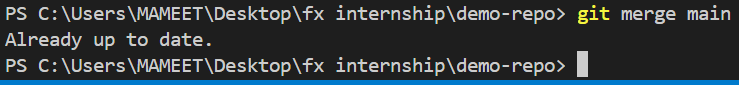 PS C:\Users\MAMEET\Desktop\fx internship\demo-repo> git merge main
Already up to date.
PS C:\Users\MAMEET\Desktop\fx internship\demo-repo>